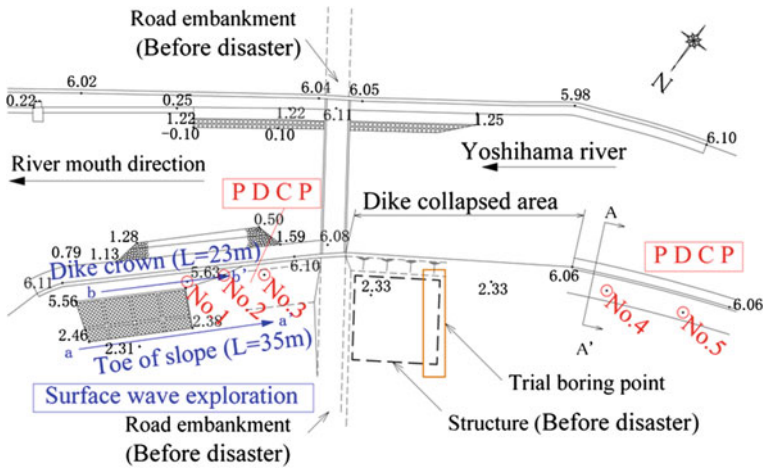 Road embankment
(Before disaster)
N
6.02
6.04
6.05
5.98
0.22
0.25
1.22
6.11
1.22
1.25
-0.10
0.10
6.10
River mouth direction
Yoshihama river
P D C P
Dike collapsed area
A
P D C P
0.50
1.28
1.59
6.08
0.79
1.13
Dike crown (L=23m)
6.10
6.11
5.63
b
b'
6.06
5.56
No.1
No.2
No.3
2.33
2.33
6.06
No.4
No.5
2.38
a'
2.46
a
2.31
Toe of slope (L=35m)
A'
Surface wave exploration
Trial boring point
Road embankment
(Before disaster)
Structure (Before disaster)